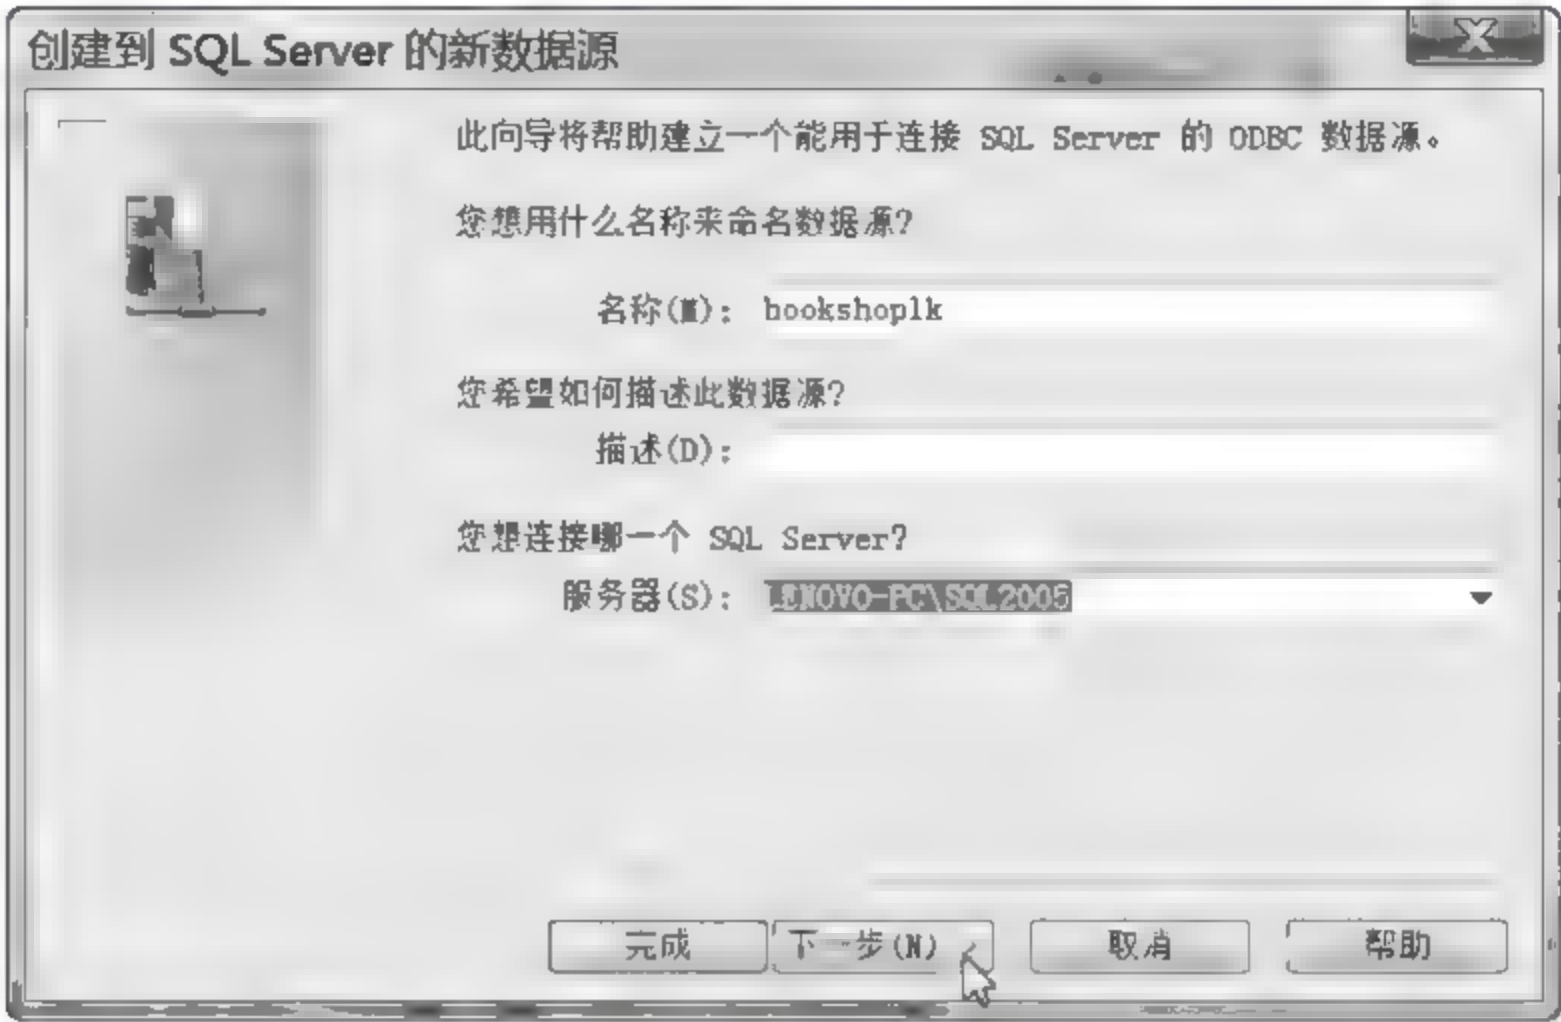 创建到 SQL Server 的新数据源
此向导将帮助建立一个能用于连接 SQL Server 的 ODBC 数据源。
您想用什么名称来命名数据源?
名称(M): bookshoplk
您希望如何描述此数据源?
描述(D):
您想连接哪一个 SQL Server?
服务器(S): LENOVO-PC\SQL2005
完成 下一步(N) 取消 帮助